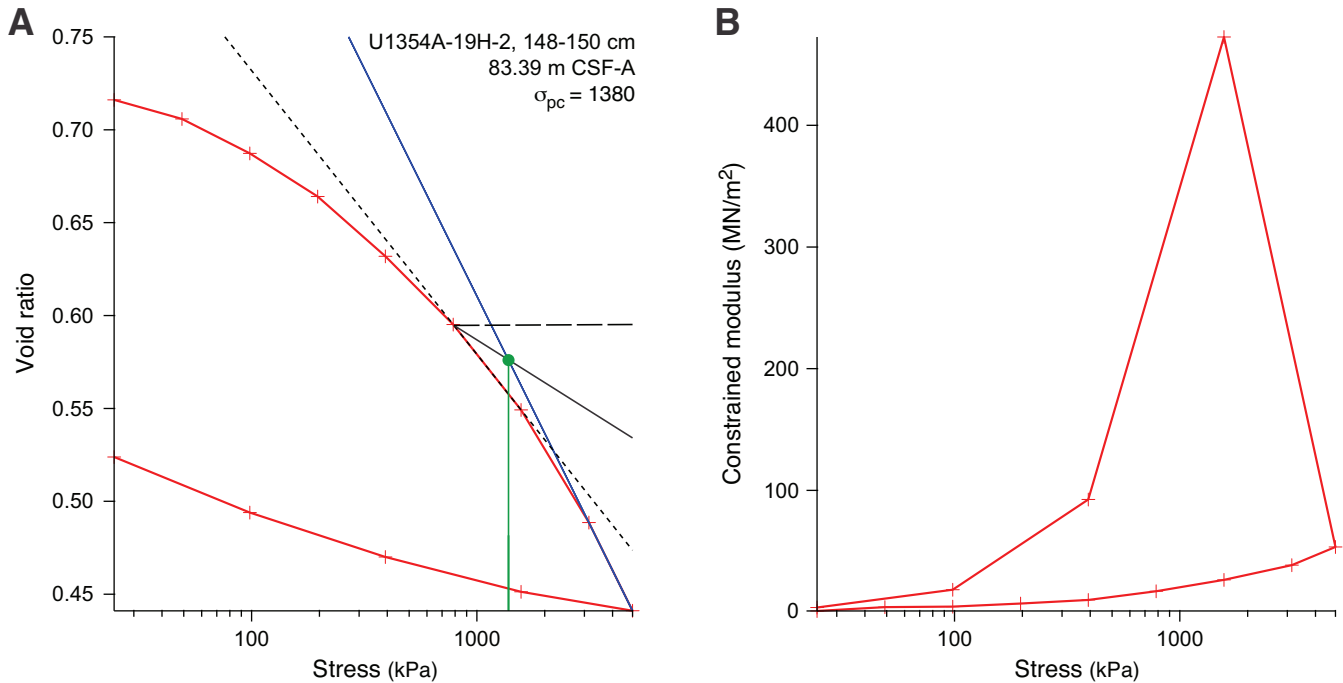 A
U1354A-19H-2, 148-150 cm
83.39 m CSF-A
σpc = 1380
0.75
0.70
0.65
0.60
0.55
0.50
0.45
Void ratio
100
1000
Stress (kPa)
B
400
300
200
100
0
Constrained modulus (MN/m²)
100
1000
Stress (kPa)